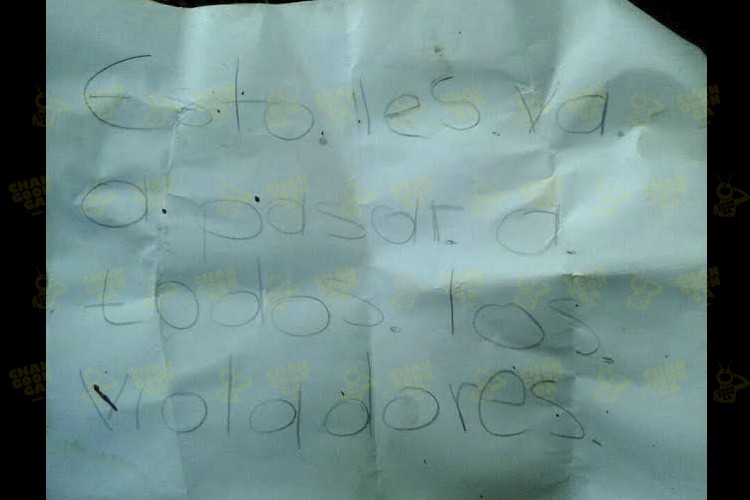 Esto. les. va.
a. pasar. a.
todos. los.
Violadores.